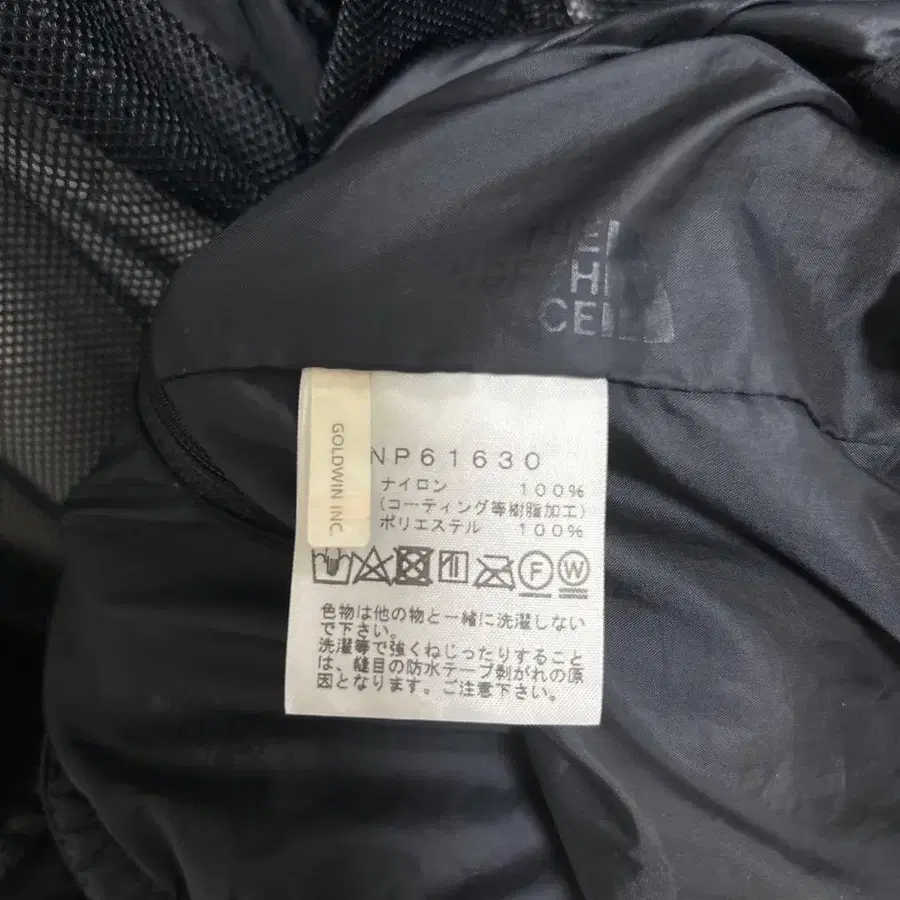 THE
CE
GOLDWIN INC.
NP61630
ナイロン 100%
(コーティング等樹脂加工)
ポリエステル 100%
F W
色物は他の物と一緒に洗濯しない
で下さい。
洗濯等で強くねじったりすること
は、縫目の防水テープ剥がれの原
因となります。ご注意下さい。